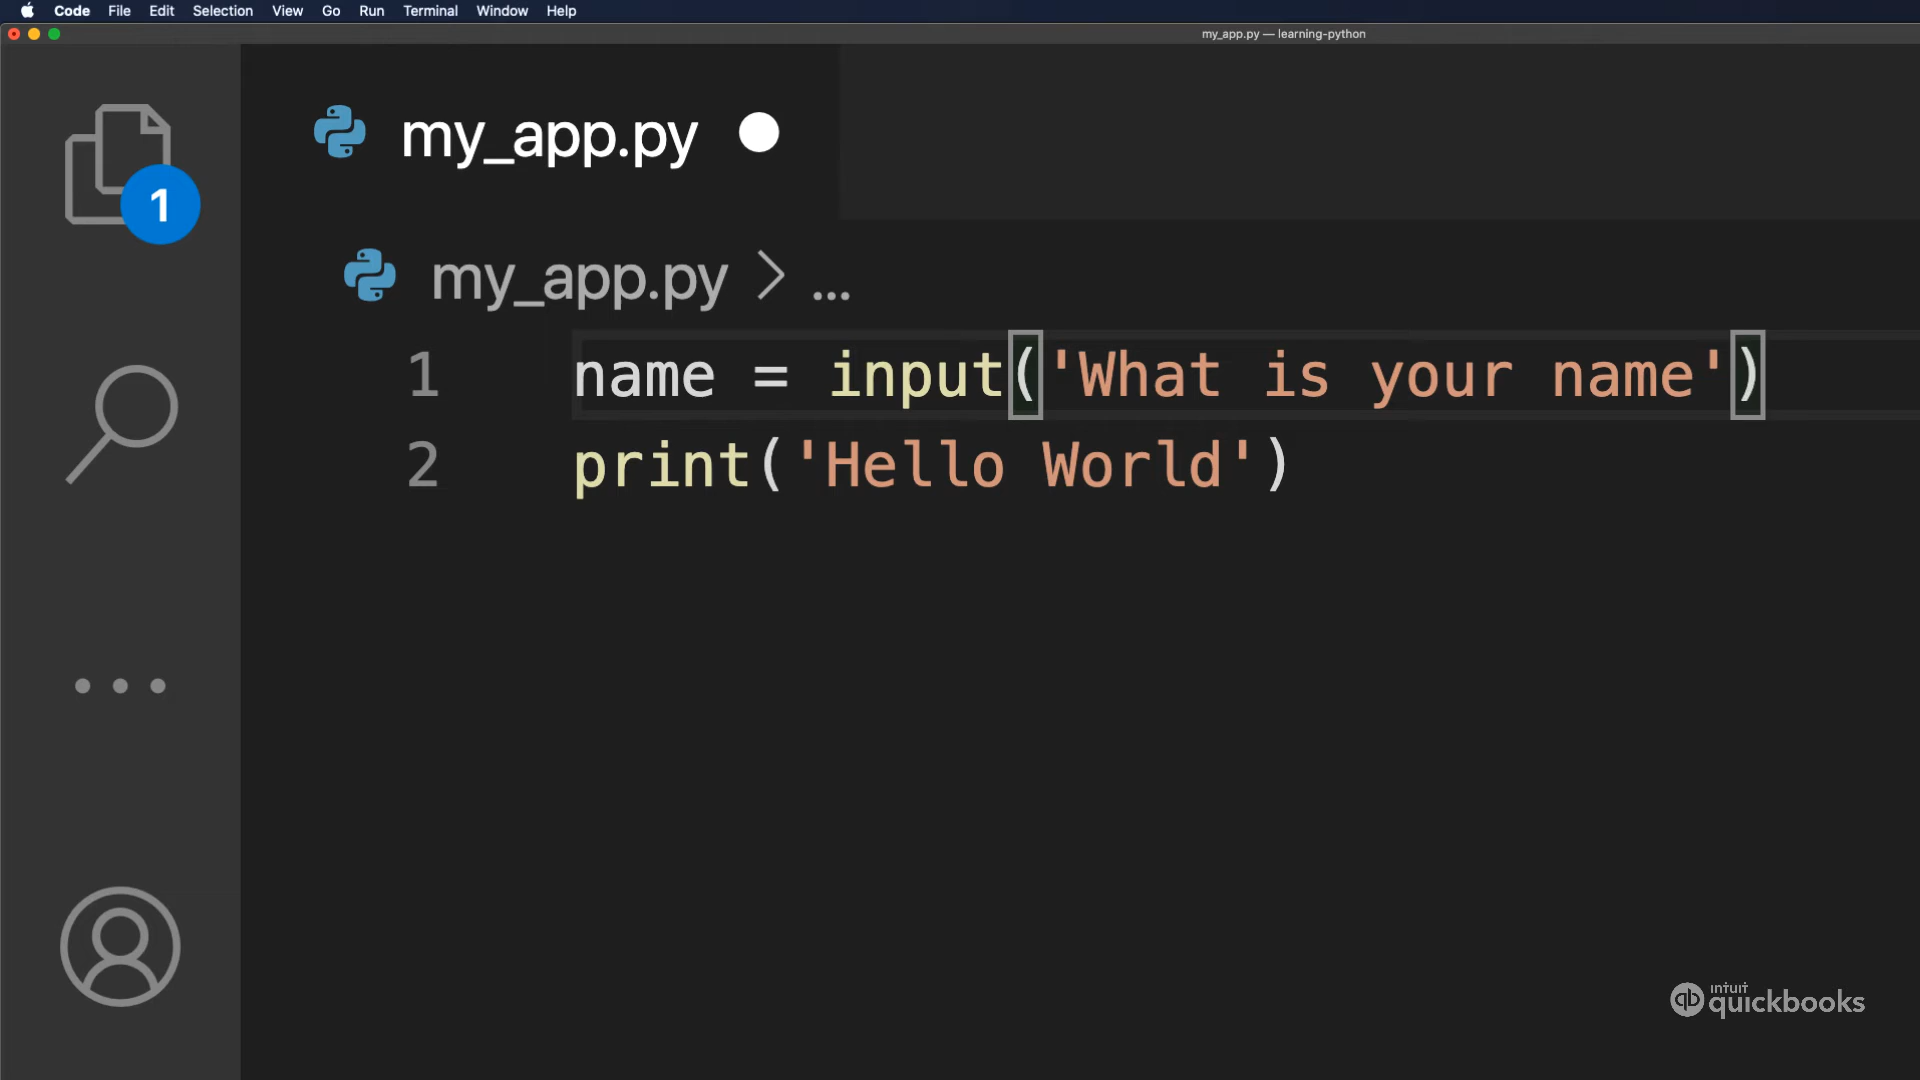 Code File Edit Selection View Go Run Terminal Window Help
my_app.py — learning-python
my_app.py
1
my_app.py > ...
1 name = input('What is your name')
2 print('Hello World')
intuit
qb quickbooks